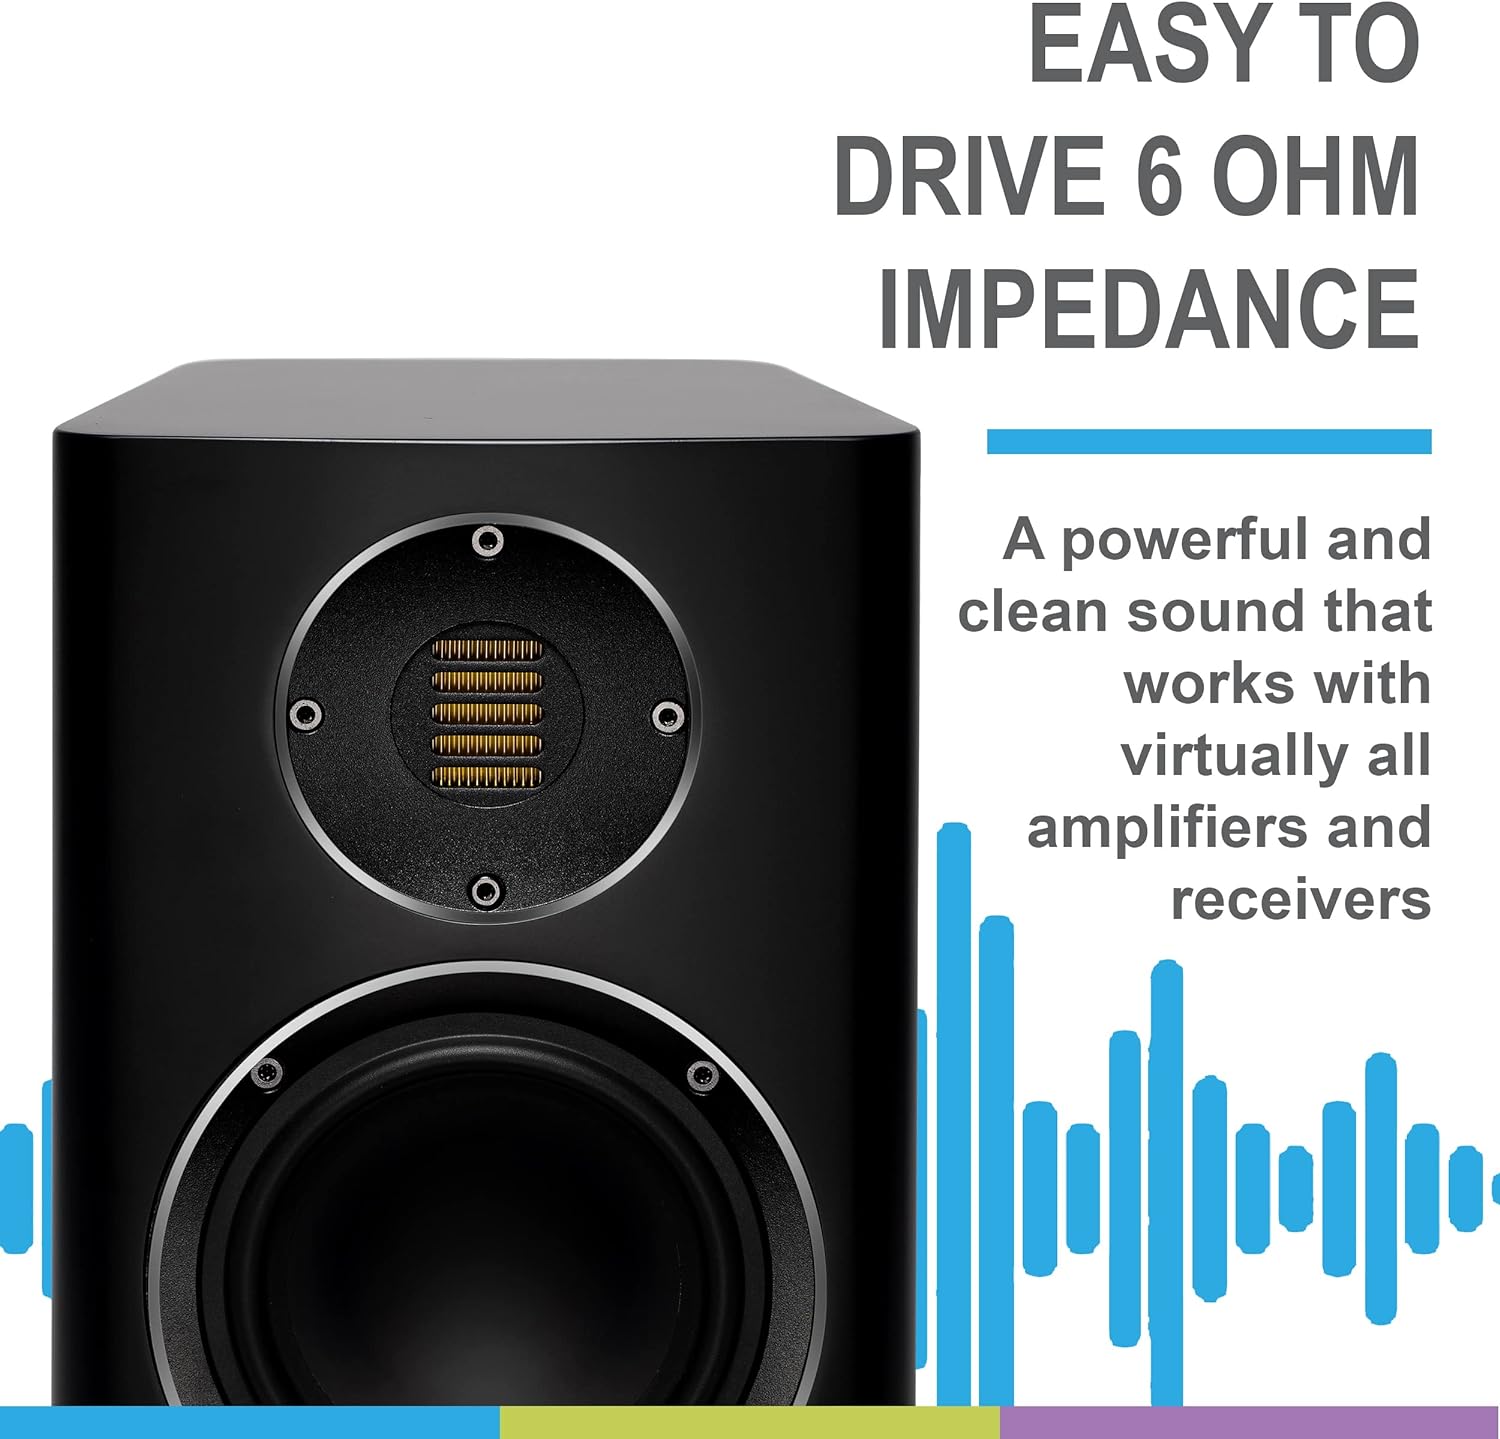 EASY TO
DRIVE 6 OHM
IMPEDANCE
A powerful and
clean sound that
works with
virtually all
amplifiers and
receivers